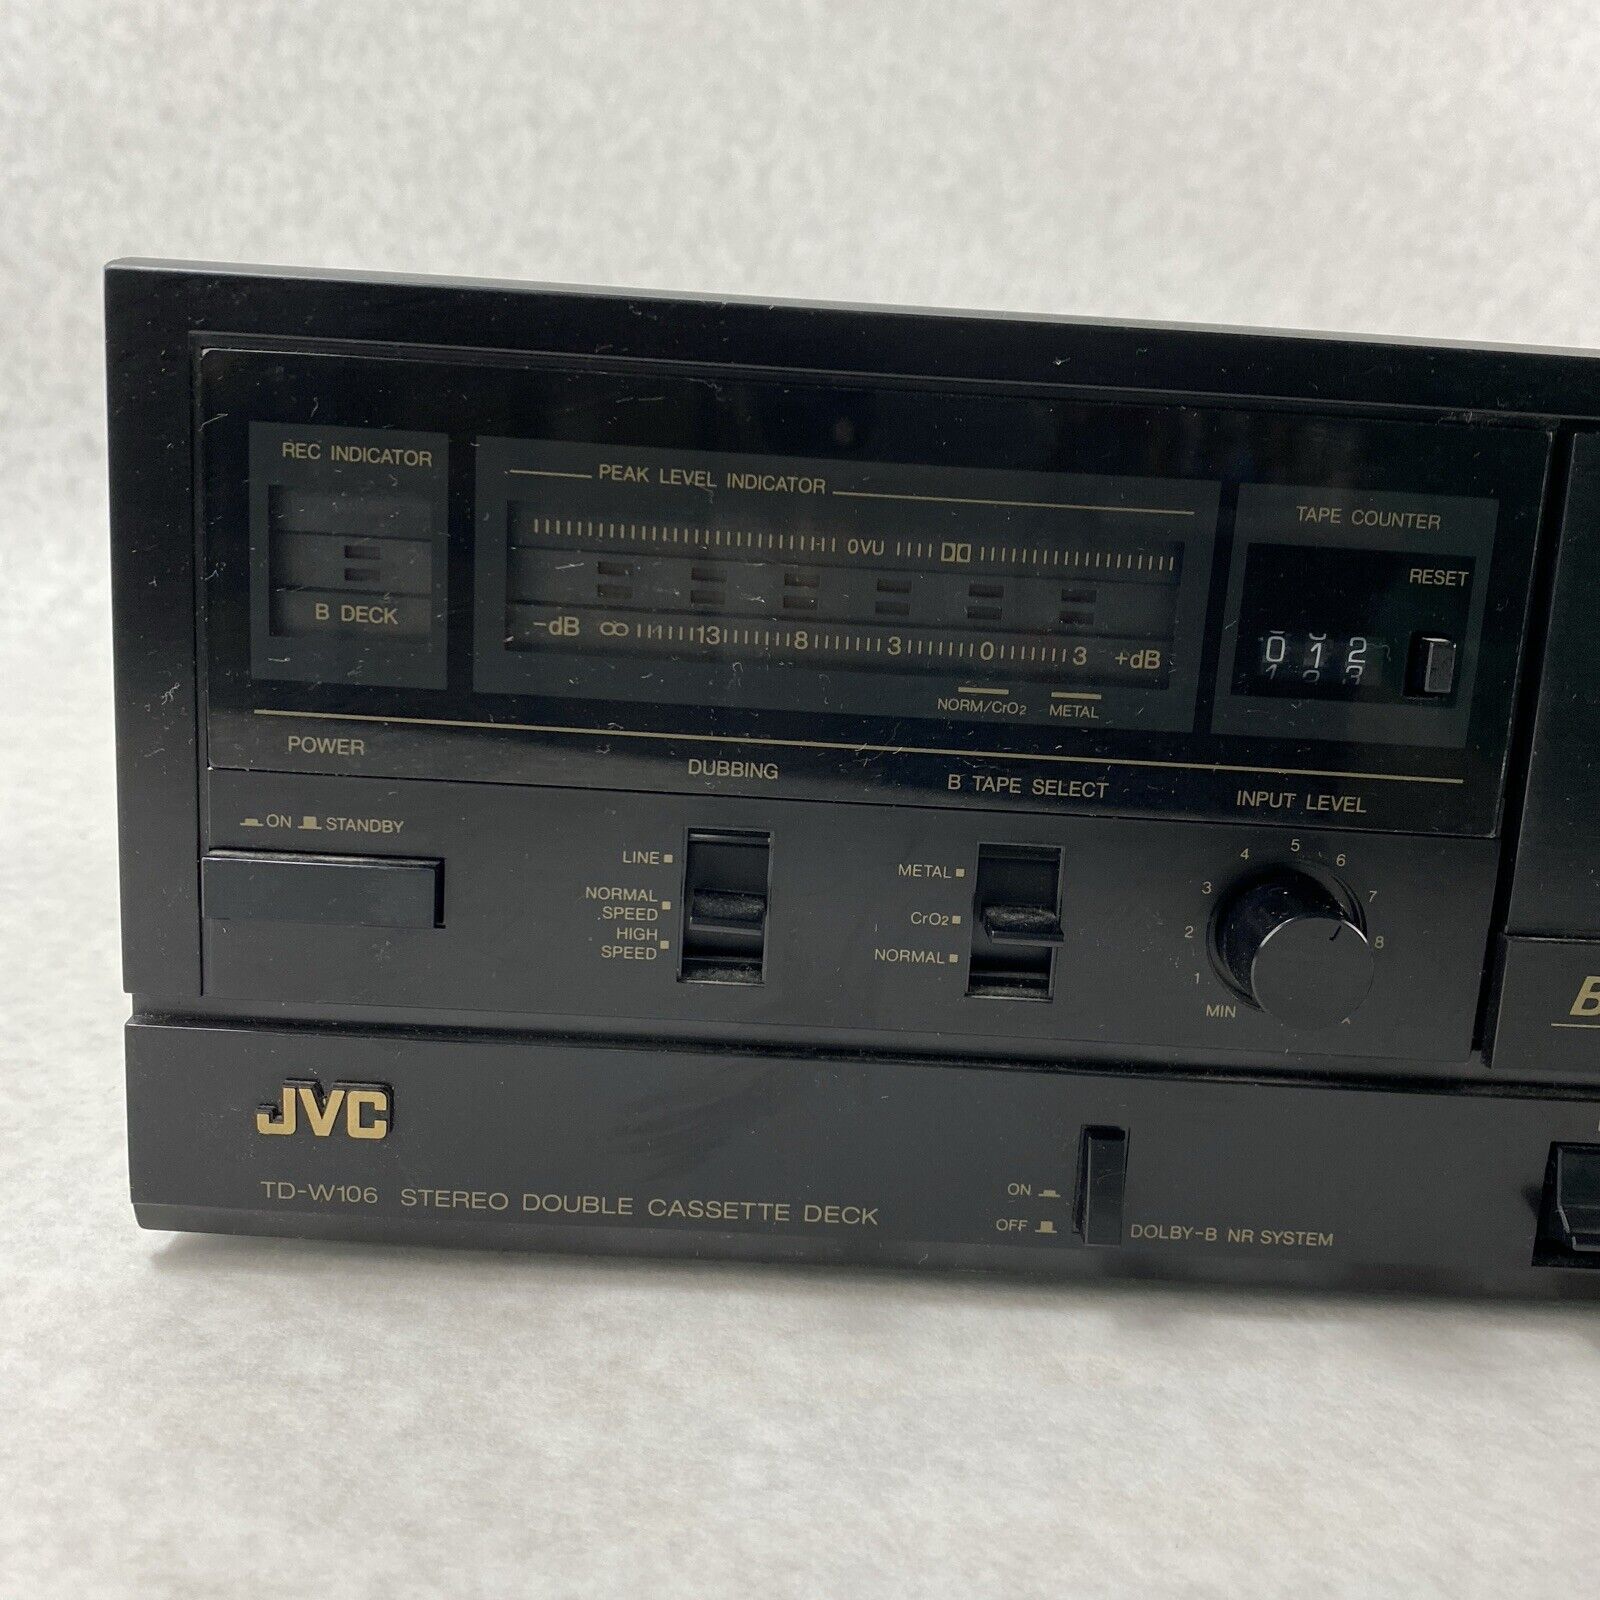 REC INDICATOR
B DECK
PEAK LEVEL INDICATOR
0VU
-dB ∞ 13 8 3 0 3 +dB
NORM/CrO2 METAL
TAPE COUNTER
RESET
012
POWER
DUBBING
B TAPE SELECT
INPUT LEVEL
ON STANDBY
LINE
NORMAL
SPEED
HIGH
SPEED
METAL
CrO2
NORMAL
MIN 1 2 3 4 5 6 7 8
B
JVC
TD-W106 STEREO DOUBLE CASSETTE DECK
ON
OFF
DOLBY-B NR SYSTEM